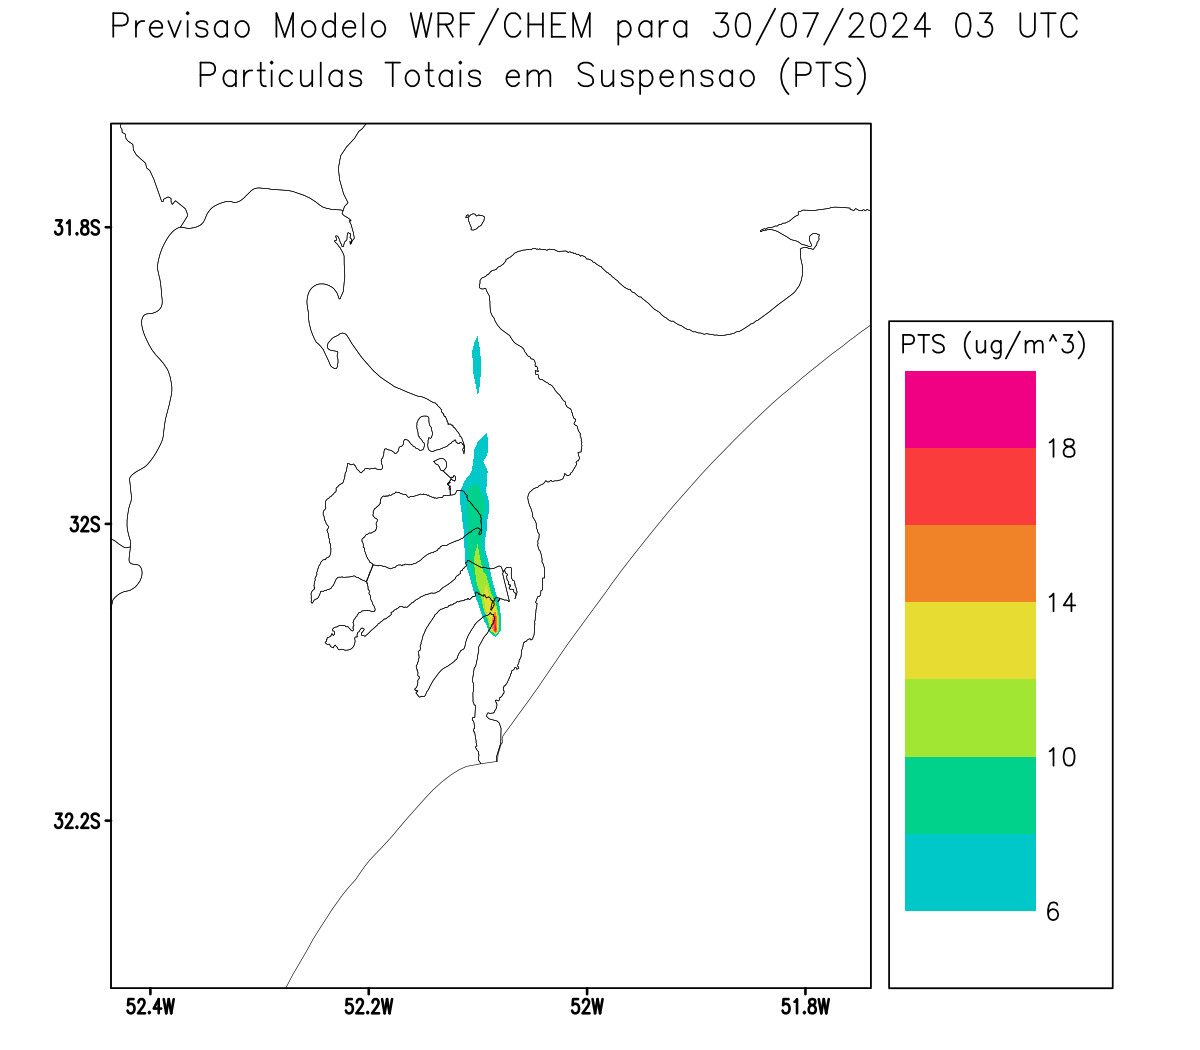 Previsao Modelo WRF/CHEM para 30/07/2024 03 UTC
Particulas Totais em Suspensao (PTS)
31.8S
32S
32.2S
52.4W
52.2W
52W
51.8W
PTS (ug/m^3)
18
14
10
6